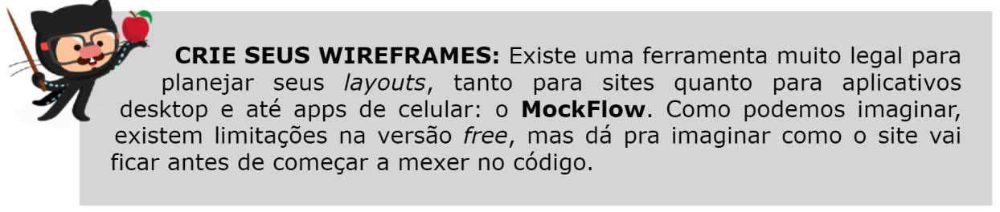 CRIE SEUS WIREFRAMES: Existe uma ferramenta muito legal para
planejar seus layouts, tanto para sites quanto para aplicativos
desktop e até apps de celular: o MockFlow. Como podemos imaginar,
existem limitações na versão free, mas dá pra imaginar como o site vai
ficar antes de começar a mexer no código.